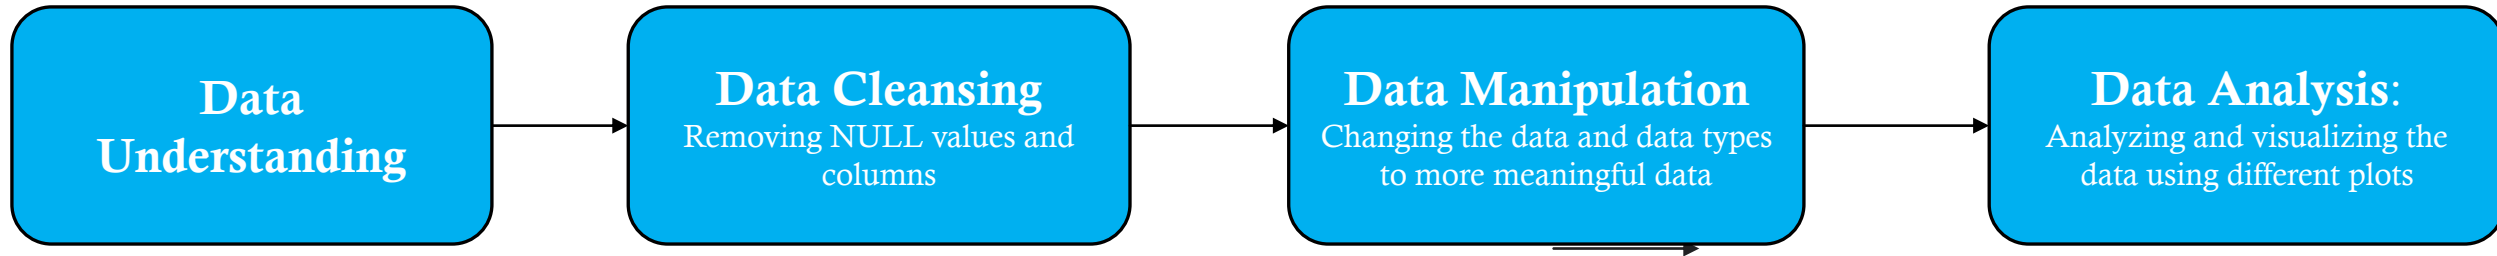 Data
Understanding
Data Cleansing
Removing NULL values and
columns
Data Manipulation
Changing the data and data types
to more meaningful data
Data Analysis:
Analyzing and visualizing the
data using different plots